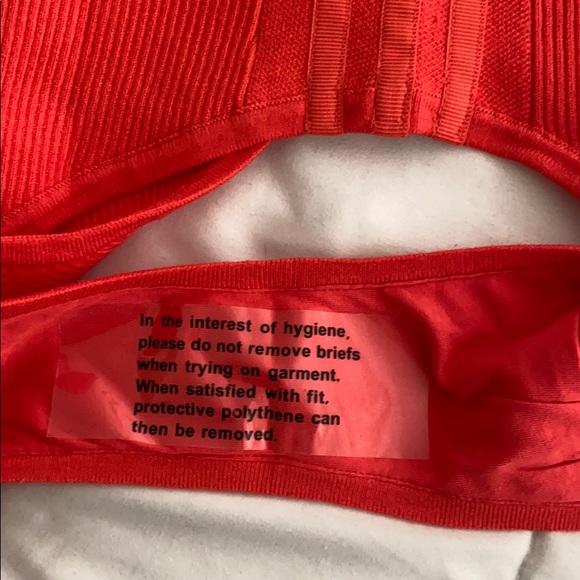 In the interest of hygiene,
please do not remove briefs
when trying on garment.
When satisfied with fit,
protective polythene can
then be removed.